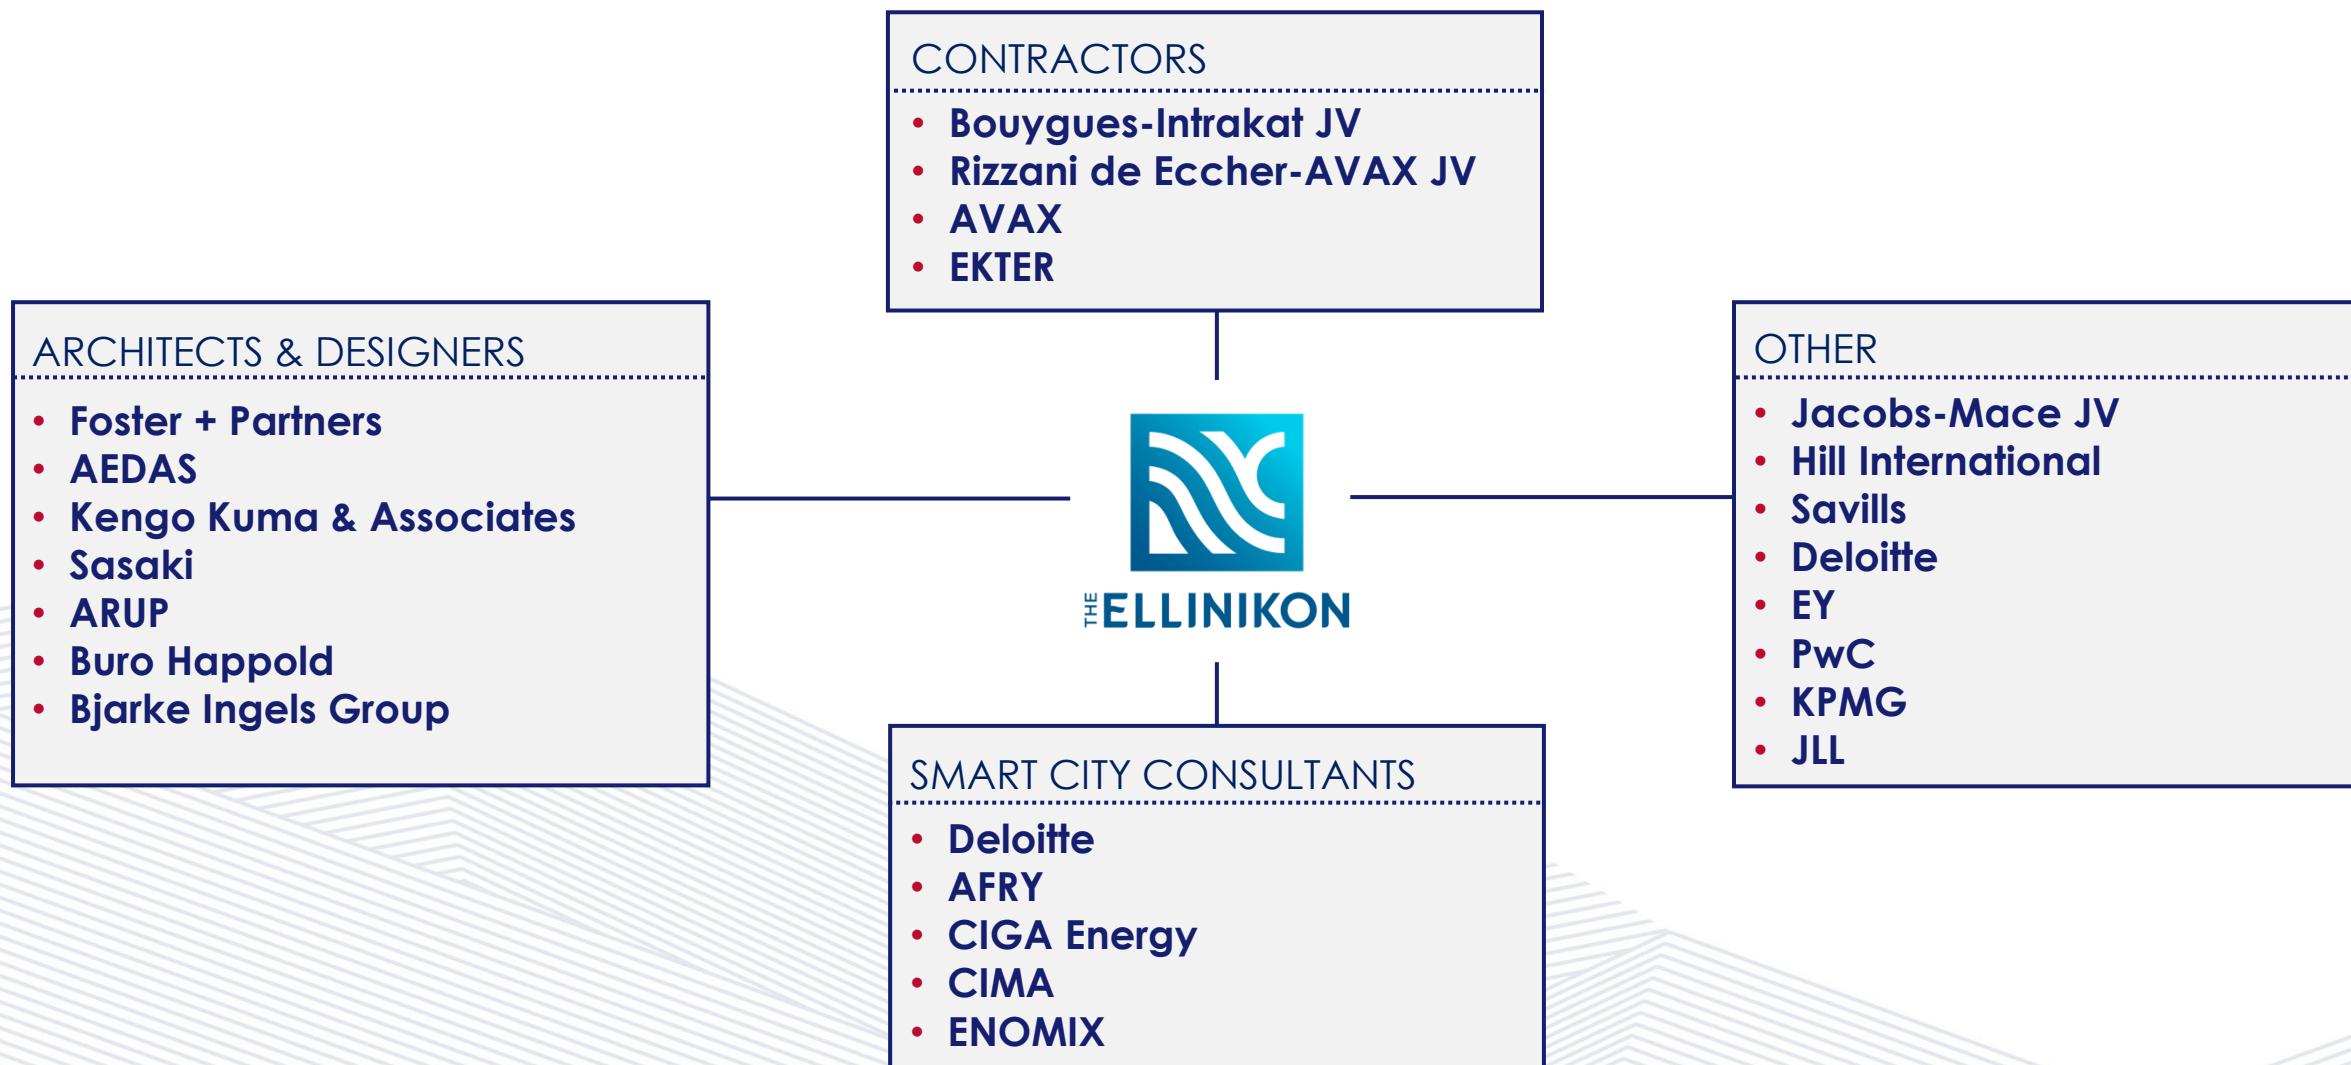 CONTRACTORS
• Bouygues-Intrakat JV
• Rizzani de Eccher-AVAX JV
• AVAX
• EKTER
ARCHITECTS & DESIGNERS
• Foster + Partners
• AEDAS
• Kengo Kuma & Associates
• Sasaki
• ARUP
• Buro Happold
• Bjarke Ingels Group
THE ELLINIKON
OTHER
• Jacobs-Mace JV
• Hill International
• Savills
• Deloitte
• EY
• PwC
• KPMG
• JLL
SMART CITY CONSULTANTS
• Deloitte
• AFRY
• CIGA Energy
• CIMA
• ENOMIX